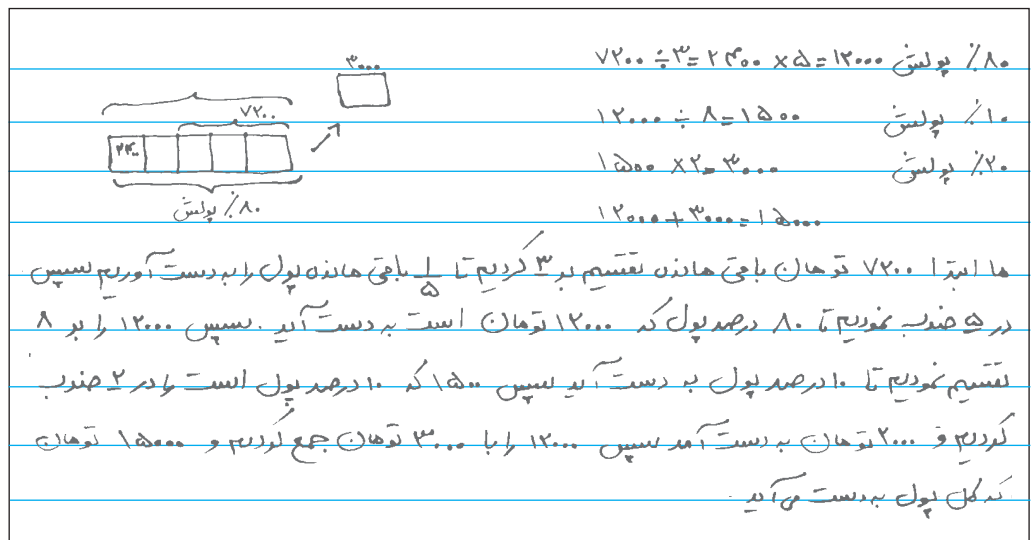 ۸۰٪ پولش ۷۲۰۰ ÷ ۳ = ۲۴۰۰ × ۵ = ۱۲۰۰۰
۳۰۰۰
۷۲۰۰
۱۰٪ پولش ۱۲۰۰۰ ÷ ۸ = ۱۵۰۰
۲۴۰۰
۲۰٪ پولش ۱۵۰۰ × ۲ = ۳۰۰۰
۸۰٪ پولش
۱۲۰۰۰ + ۳۰۰۰ = ۱۵۰۰۰
ما ابتدا ۷۲۰۰ تومان باقی مانده تقسیم بر ۳ کردیم تا ۱/۵ باقی مانده پول را به دست آوریم سپس
در ۵ ضرب نمودیم تا ۸۰ درصد پول که ۱۲۰۰۰ تومان است به دست آید. سپس ۱۲۰۰۰ را بر ۸
تقسیم نمودیم تا ۱۰ درصد پول به دست آید سپس ۱۵۰۰ که ۱۰ درصد پول است را در ۲ ضرب
کردیم و ۳۰۰۰ تومان به دست آمد سپس ۱۲۰۰۰ را با ۳۰۰۰ تومان جمع کردیم و ۱۵۰۰۰ تومان
که کل پول به دست می‌آید.